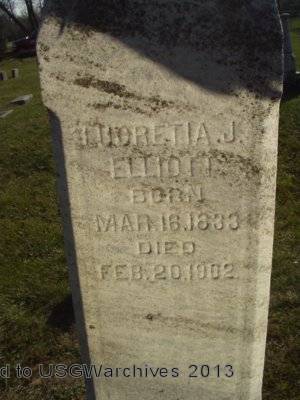 LUCRETIA J.
ELLIOTT
BORN
MAR. 16. 1833
DIED
FEB. 20. 1902
d to USGWarchives 2013